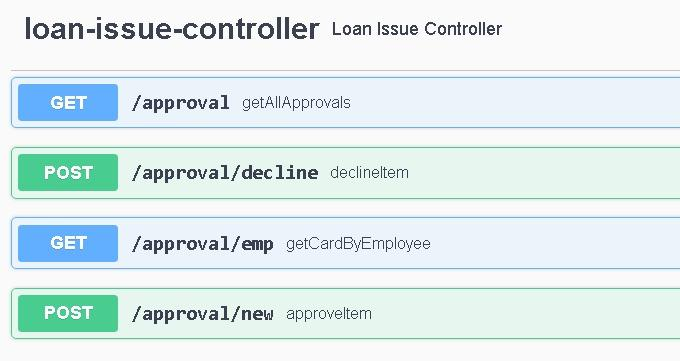 loan-issue-controller Loan Issue Controller
GET /approval getAllApprovals
POST /approval/decline declineItem
GET /approval/emp getCardByEmployee
POST /approval/new approveItem